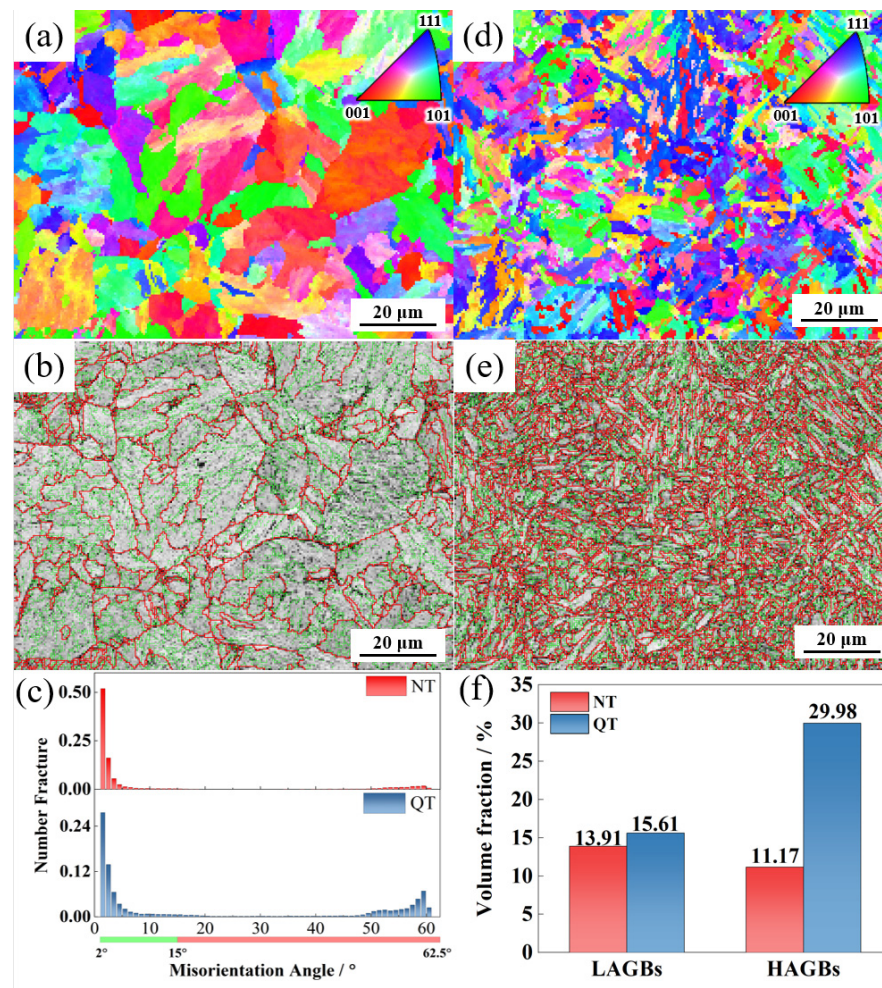 (a)
111
001
101
20 μm
(d)
111
001
101
20 μm
(b)
20 μm
(e)
20 μm
(c)
NT
0.50
0.25
0.00
QT
0.24
0.12
0.00
Number Fracture
0 10 20 30 40 50 60
2° 15° 62.5°
Misorientation Angle / °
(f)
NT
QT
35
30
25
20
15
10
5
0
Volume fraction / %
13.91
15.61
11.17
29.98
LAGBs HAGBs